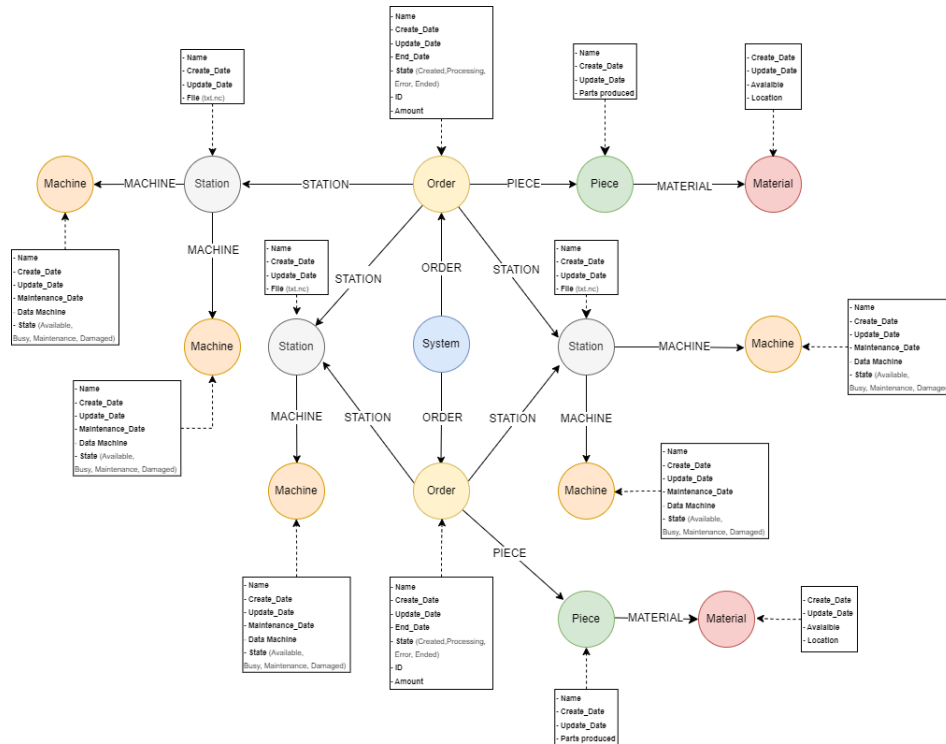 - Name
- Create_Date
- Update_Date
- End_Date
- State (Created,Processing,
Error, Ended)
- ID
- Amount
- Name
- Create_Date
- Update_Date
- File (txt.nc)
- Name
- Create_Date
- Update_Date
- Parts produced
- Create_Date
- Update_Date
- Avalaible
- Location
Machine
MACHINE
Station
STATION
Order
PIECE
Piece
MATERIAL
Material
- Name
- Create_Date
- Update_Date
- Maintenance_Date
- Data Machine
- State (Available,
Busy, Maintenance, Damaged)
MACHINE
- Name
- Create_Date
- Update_Date
- File (txt.nc)
STATION
ORDER
STATION
- Name
- Create_Date
- Update_Date
- File (txt.nc)
Machine
Station
System
Station
MACHINE
Machine
- Name
- Create_Date
- Update_Date
- Maintenance_Date
- Data Machine
- State (Available,
Busy, Maintenance, Damaged)
- Name
- Create_Date
- Update_Date
- Maintenance_Date
- Data Machine
- State (Available,
Busy, Maintenance, Damaged)
MACHINE
STATION
ORDER
STATION
MACHINE
Machine
Order
Machine
- Name
- Create_Date
- Update_Date
- Maintenance_Date
- Data Machine
- State (Available,
Busy, Maintenance, Damaged)
PIECE
- Name
- Create_Date
- Update_Date
- Maintenance_Date
- Data Machine
- State (Available,
Busy, Maintenance, Damaged)
- Name
- Create_Date
- Update_Date
- End_Date
- State (Created,Processing,
Error, Ended)
- ID
- Amount
Piece
MATERIAL
Material
- Create_Date
- Update_Date
- Avalaible
- Location
- Name
- Create_Date
- Update_Date
- Parts produced